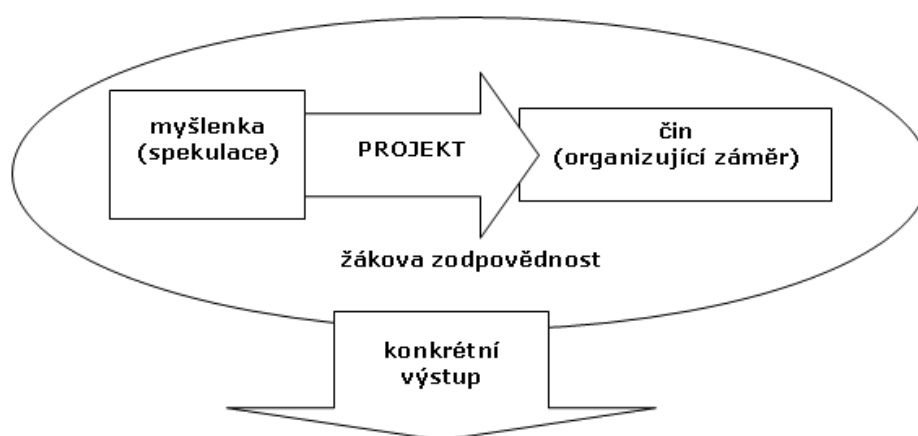 myšlenka
(spekulace)
PROJEKT
čin
(organizující záměr)
žákova zodpovědnost
konkrétní
výstup